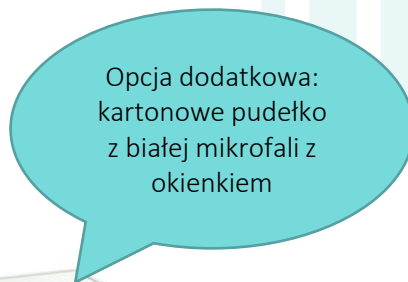 Opcja dodatkowa:
kartonowe pudełko
z białej mikrofali z
okienkiem